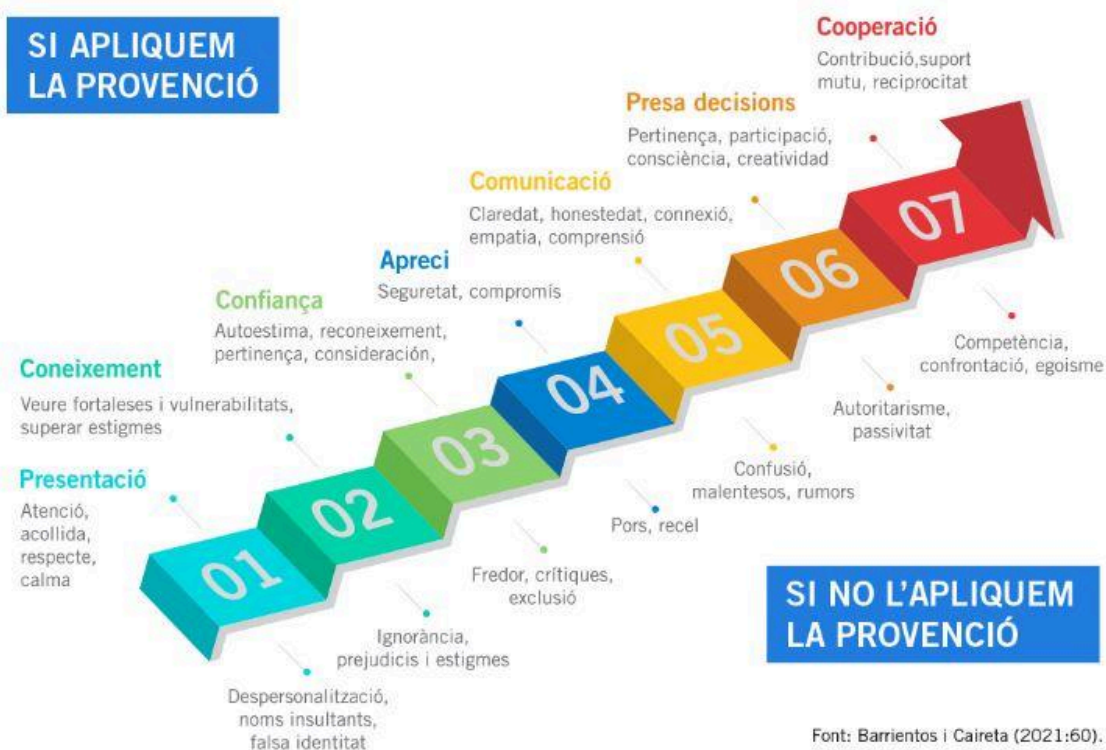 SI APLIQUEM
LA PROVENCIÓ
Cooperació
Contribució,suport
mutu, reciprocitat
Presa decisions
Pertinença, participació,
consciència, creatividad
Comunicació
Claredat, honestedat, connexió,
empatia, comprensió
Apreci
Seguretat, compromís
Confiança
Autoestima, reconeixement,
pertinença, consideración,
Coneixement
Veure fortaleses i vulnerabilitats,
superar estigmes
Presentació
Atenció,
acollida,
respecte,
calma
01
02
03
04
05
06
07
Competència,
confrontació, egoisme
Autoritarisme,
passivitat
Confusió,
malentesos, rumors
Pors, recel
Fredor, crítiques,
exclusió
Ignorància,
prejudicis i estigmes
Despersonalització,
noms insultants,
falsa identitat
SI NO L'APLIQUEM
LA PROVENCIÓ
Font: Barrientos i Caireta (2021:60).